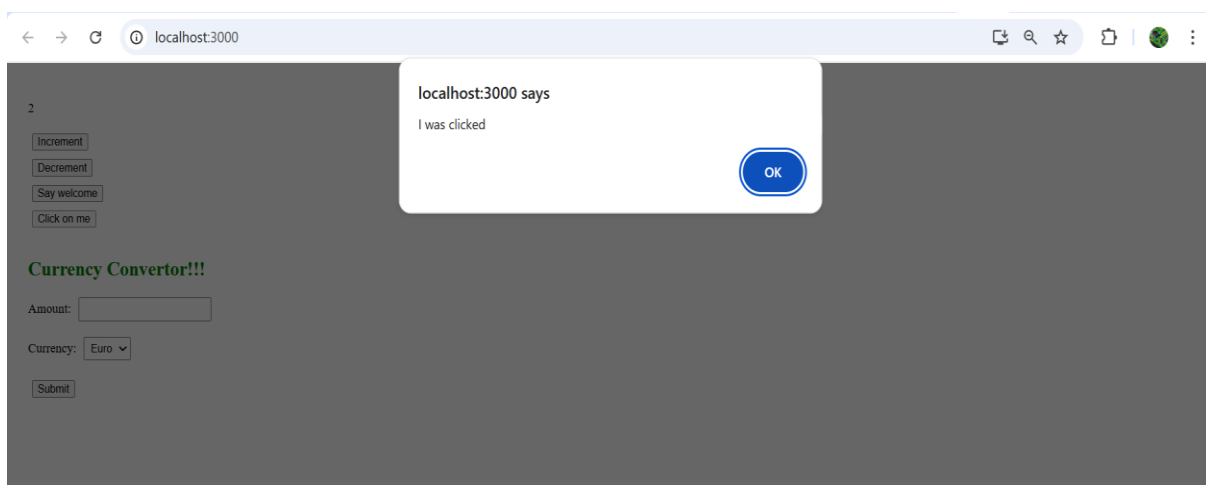 localhost:3000
localhost:3000 says
I was clicked
OK
2
Increment
Decrement
Say welcome
Click on me
Currency Convertor!!!
Amount:
Currency: Euro
Submit